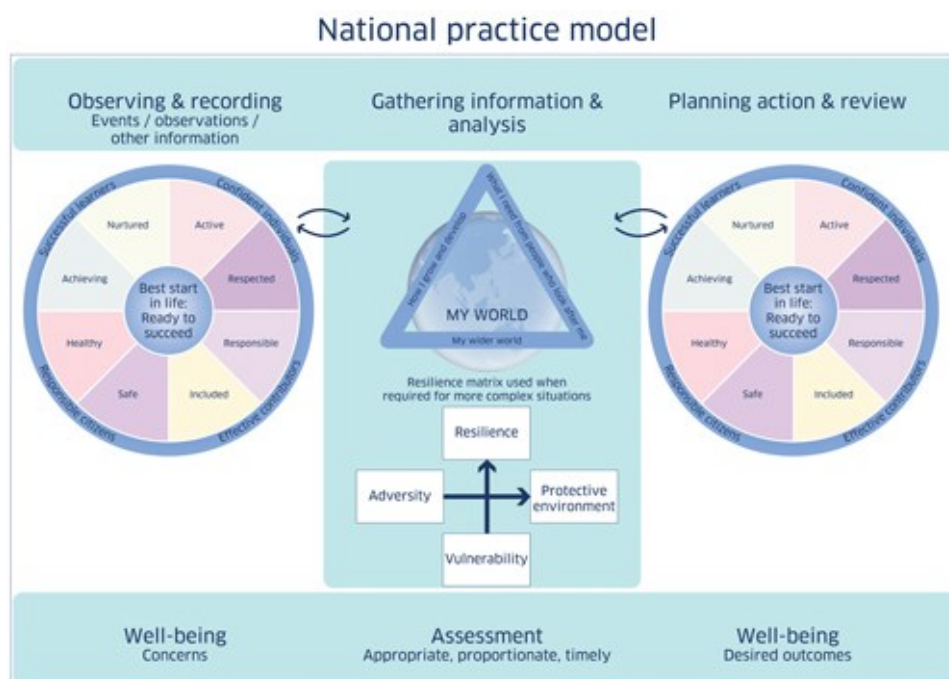 National practice model
Observing & recording
Events / observations /
other information
Gathering information &
analysis
Planning action & review
Successful learners
Confident individuals
Nurtured
Active
Achieving
Respected
Best start
in life:
Ready to
succeed
Healthy
Responsible
Safe
Included
Responsible citizens
Effective contributors
How I grow and develop
What I need from people who look after me
MY WORLD
My wider world
Resilience matrix used when
required for more complex situations
Resilience
Adversity
Protective
environment
Vulnerability
Successful learners
Confident individuals
Nurtured
Active
Achieving
Respected
Best start
in life:
Ready to
succeed
Healthy
Responsible
Safe
Included
Responsible citizens
Effective contributors
Well-being
Concerns
Assessment
Appropriate, proportionate, timely
Well-being
Desired outcomes